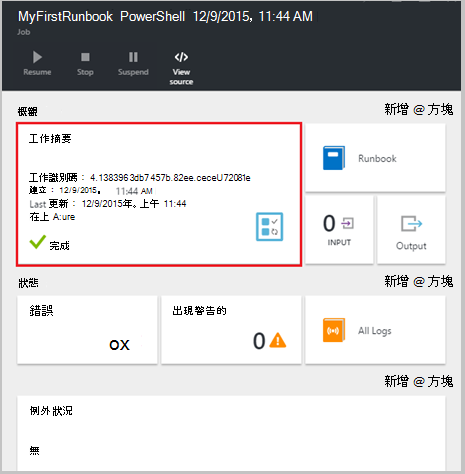 MyFirstRunbook PowerShell 12/9/2015, 11:44 AM
Job
Resume
Stop
Suspend
View source
概觀
新增 @ 方塊
工作摘要
工作識別碼： 4.1383963db7457b.82ee.ceceU72081e
建立： 12/9/2015。 11:44 AM
Last 更新： 12/9/2015年。上午 11:44
在上 A:ure
完成
Runbook
0
INPUT
Output
狀態
新增 @ 方塊
錯誤
ox
出現警告的
0
All Logs
新增 @ 方塊
例外狀況
無